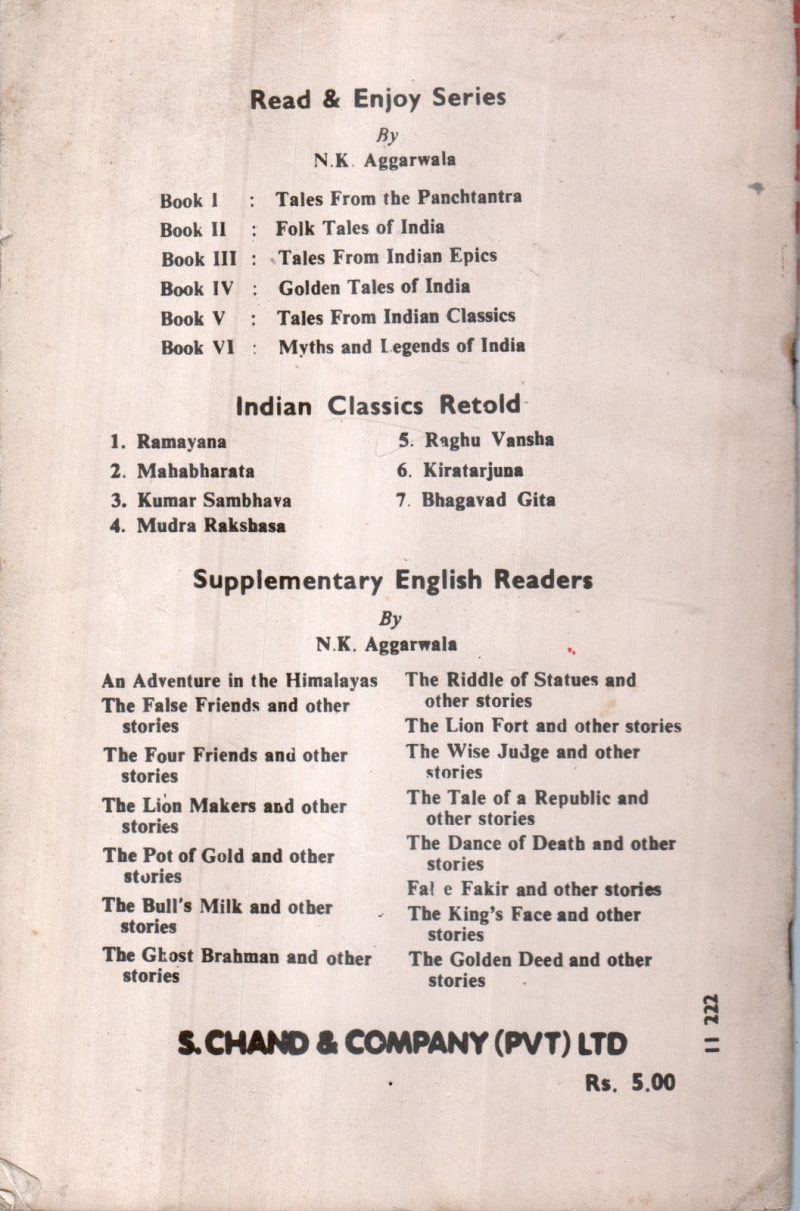 Read & Enjoy Series
By
N.K. Aggarwala
Book I : Tales From the Panchtantra
Book II : Folk Tales of India
Book III : Tales From Indian Epics
Book IV : Golden Tales of India
Book V : Tales From Indian Classics
Book VI : Myths and Legends of India
Indian Classics Retold
1. Ramayana
2. Mahabharata
3. Kumar Sambhava
4. Mudra Rakshasa
5. Raghu Vansha
6. Kiratarjuna
7. Bhagavad Gita
Supplementary English Readers
By
N.K. Aggarwala
An Adventure in the Himalayas
The False Friends and other
stories
The Four Friends and other
stories
The Lion Makers and other
stories
The Pot of Gold and other
stories
The Bull's Milk and other
stories
The Ghost Brahman and other
stories
The Riddle of Statues and
other stories
The Lion Fort and other stories
The Wise Judge and other
stories
The Tale of a Republic and
other stories
The Dance of Death and other
stories
Fakir and other stories
The King's Face and other
stories
The Golden Deed and other
stories
S. CHAND & COMPANY (PVT) LTD
Rs. 5.00
11 222